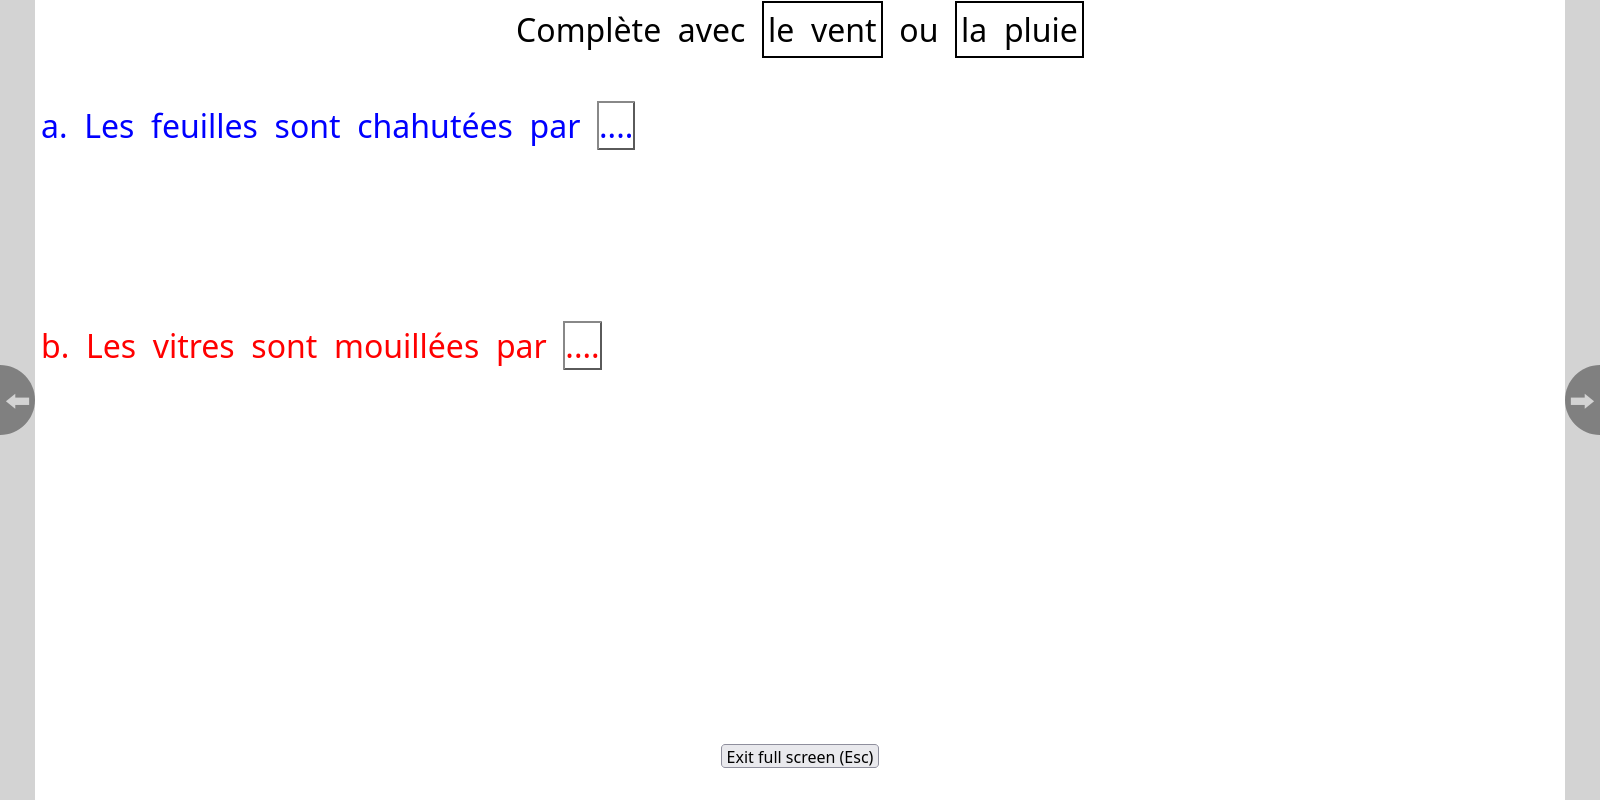 Complète avec le vent ou la pluie
a. Les feuilles sont chahutées par ....
b. Les vitres sont mouillées par ....
Exit full screen (Esc)